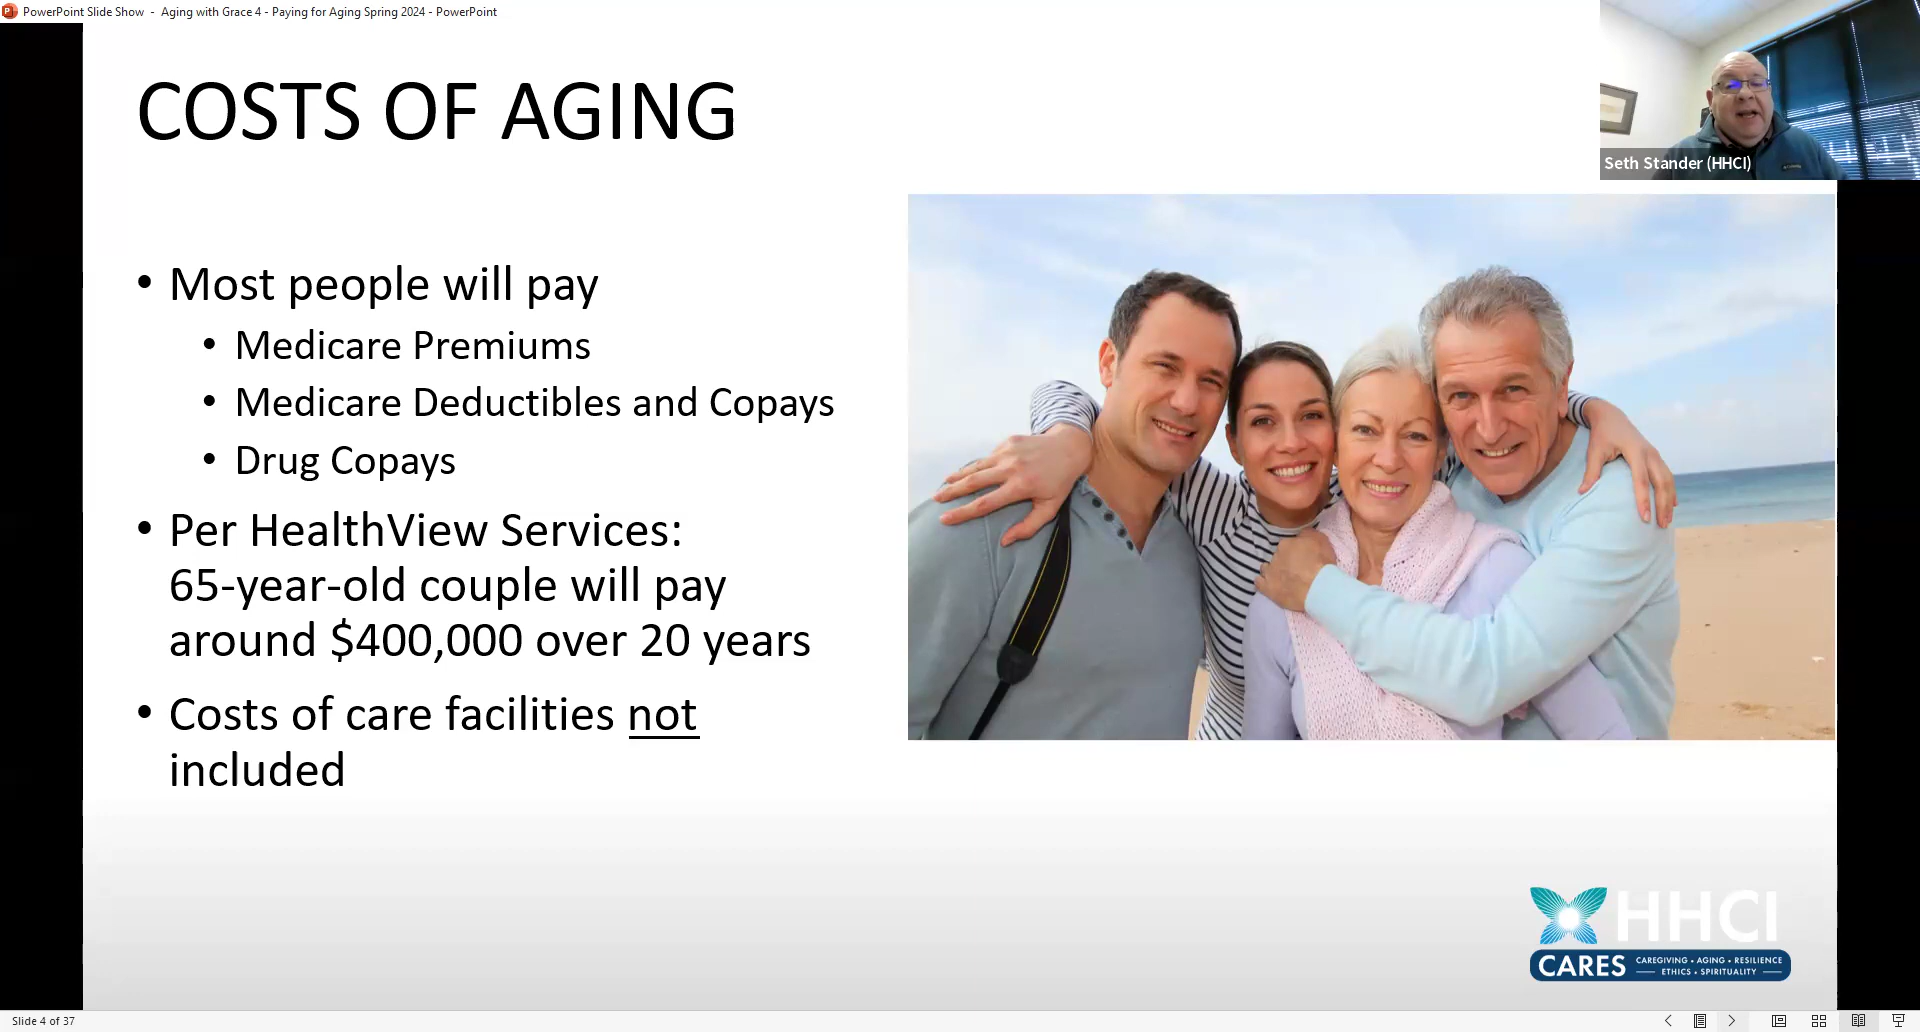 PowerPoint Slide Show - Aging with Grace 4 - Paying for Aging Spring 2024 - PowerPoint
COSTS OF AGING
Seth Stander (HHCI)
• Most people will pay
• Medicare Premiums
• Medicare Deductibles and Copays
• Drug Copays
• Per HealthView Services:
65-year-old couple will pay
around $400,000 over 20 years
• Costs of care facilities not
included
HHCI
CARES
CAREGIVING • AGING • RESILIENCE
ETHICS • SPIRITUALITY
Slide 4 of 37